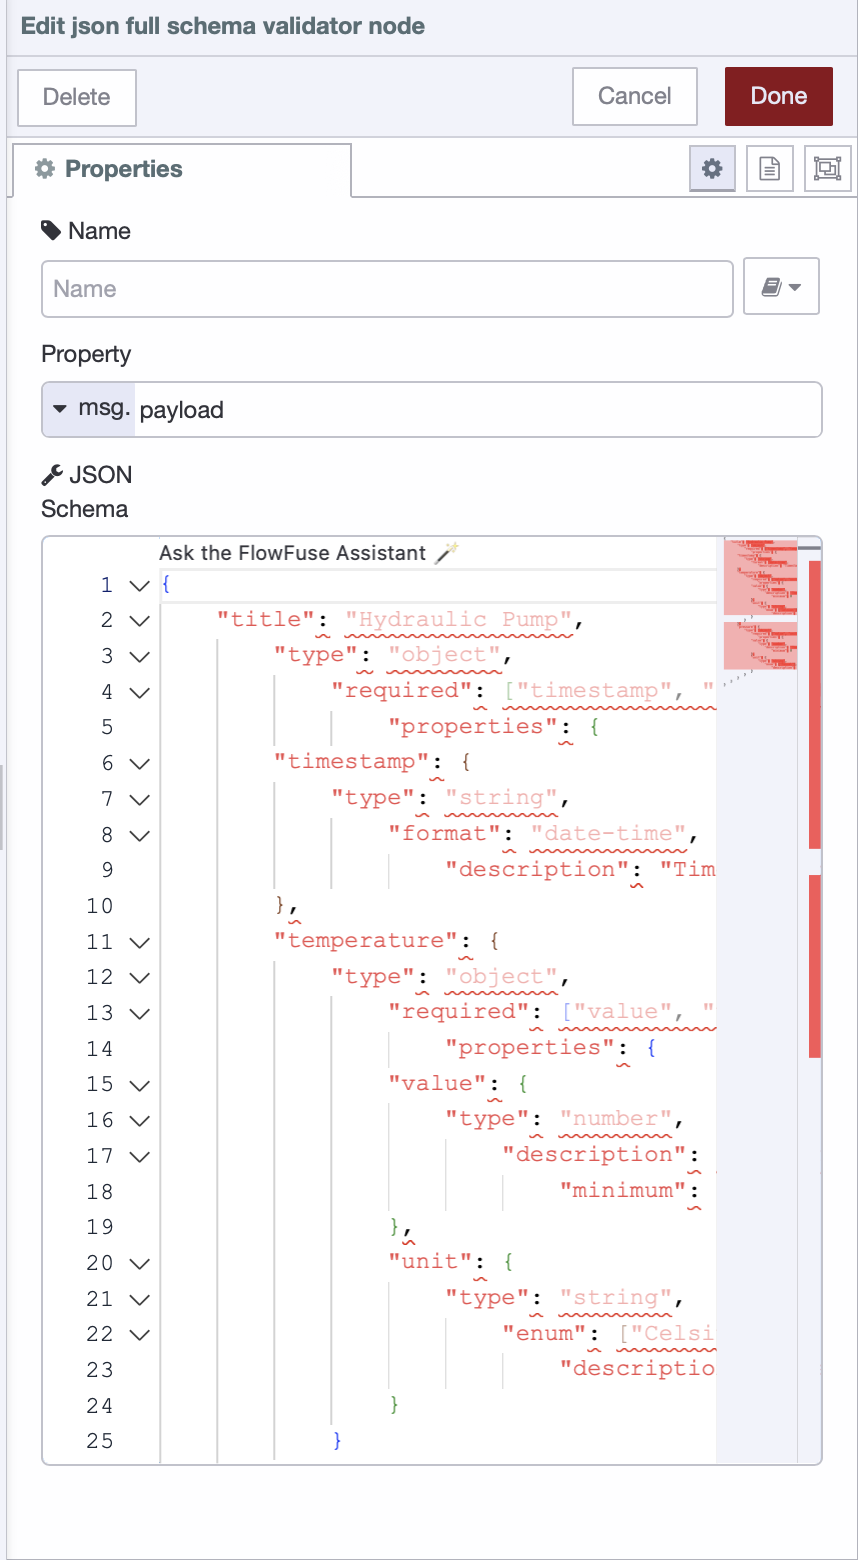 Edit json full schema validator node
Delete
Cancel
Done
Properties
Name
Name
Property
msg. payload
JSON
Schema
Ask the FlowFuse Assistant
1 {
2 "title": "Hydraulic Pump",
3 "type": "object",
4 "required": ["timestamp", "
5 "properties": {
6 "timestamp": {
7 "type": "string",
8 "format": "date-time",
9 "description": "Tim
10 },
11 "temperature": {
12 "type": "object",
13 "required": ["value", "
14 "properties": {
15 "value": {
16 "type": "number",
17 "description":
18 "minimum":
19 },
20 "unit": {
21 "type": "string",
22 "enum": ["Celsi
23 "descriptio
24 }
25 }